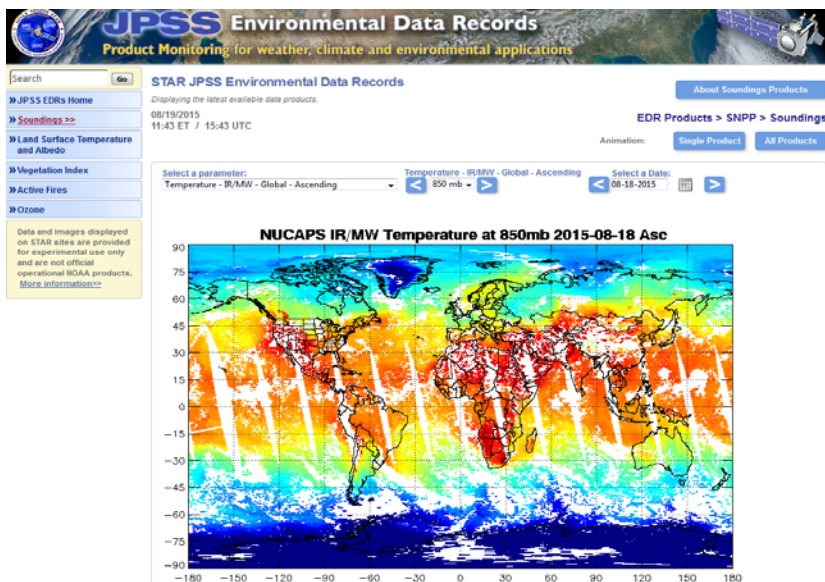 JPSS Environmental Data Records
Product Monitoring for weather, climate and environmental applications
Search Go
JPSS EDRs Home
Soundings >>
Land Surface Temperature
and Albedo
Vegetation Index
Active Fires
Ozone
Data and images displayed
on STAR sites are provided
for experimental use only
and are not official
operational NOAA products.
More information>>
STAR JPSS Environmental Data Records
Displaying the latest available data products.
08/19/2015
11:43 ET / 15:43 UTC
About Soundings Products
EDR Products > SNPP > Soundings
Animation: Single Product All Products
Select a parameter:
Temperature - IR/MW - Global - Ascending
Temperature - IR/MW - Global - Ascending
< 850 mb >
Select a Date:
< 08-18-2015 >
NUCAPS IR/MW Temperature at 850mb 2015-08-18 Asc
90
75
60
45
30
15
0
−15
−30
−45
−60
−75
−90
−180 −150 −120 −90 −60 −30 0 30 60 90 120 150 180